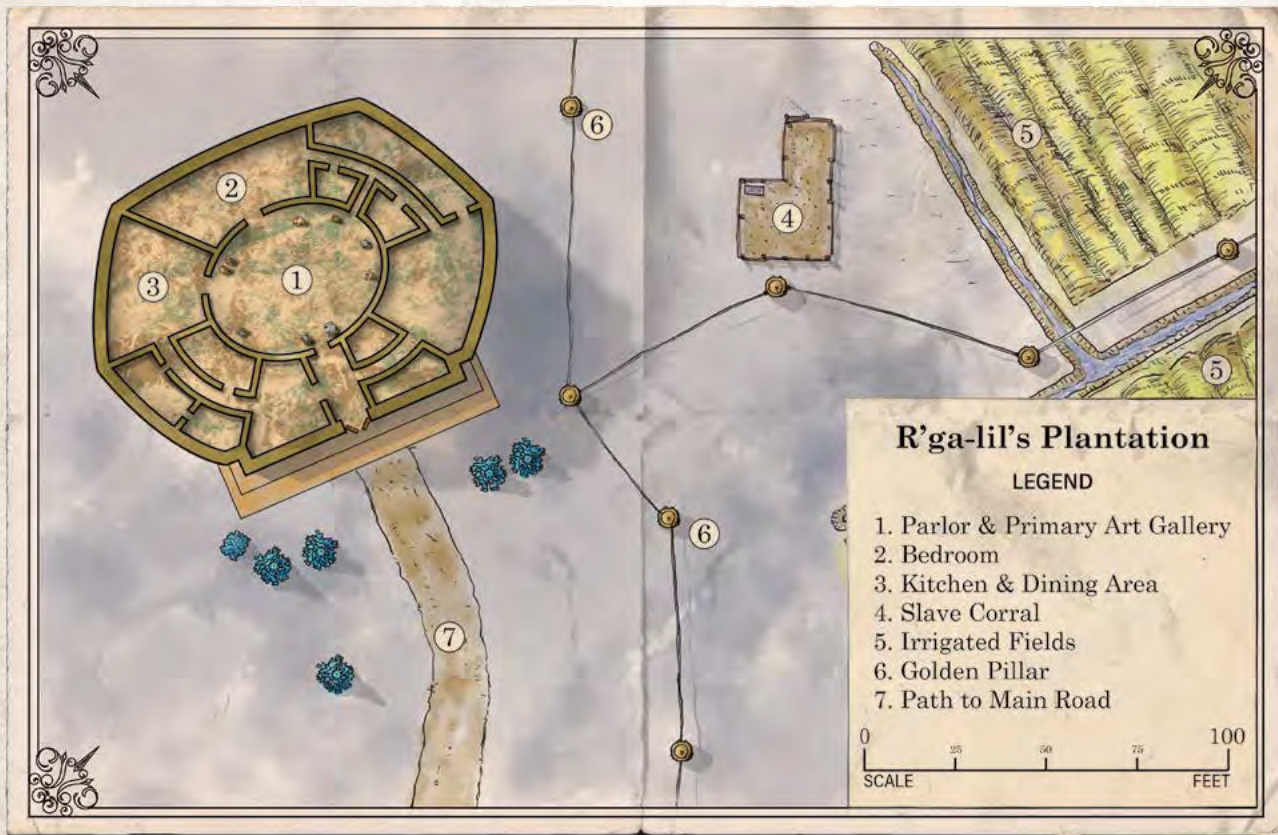 6
5
2
4
3
1
5
6
7
R'ga-lil's Plantation
LEGEND
1. Parlor & Primary Art Gallery
2. Bedroom
3. Kitchen & Dining Area
4. Slave Corral
5. Irrigated Fields
6. Golden Pillar
7. Path to Main Road
0 25 50 75 100
SCALE FEET